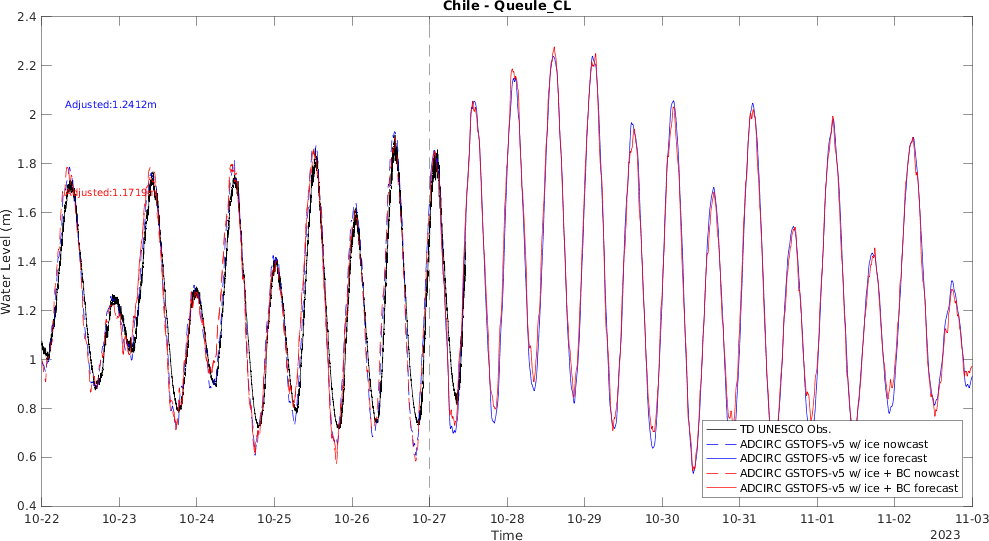 Chile - Queule_CL
2.4
2.2
2
1.8
1.6
1.4
1.2
1
0.8
0.6
0.4
Water Level (m)
Adjusted:1.2412m
Adjusted:1.1719m
TD UNESCO Obs.
ADCIRC GSTOFS-v5 w/ ice nowcast
ADCIRC GSTOFS-v5 w/ ice forecast
ADCIRC GSTOFS-v5 w/ ice + BC nowcast
ADCIRC GSTOFS-v5 w/ ice + BC forecast
10-22 10-23 10-24 10-25 10-26 10-27 10-28 10-29 10-30 10-31 11-01 11-02 11-03
Time
2023